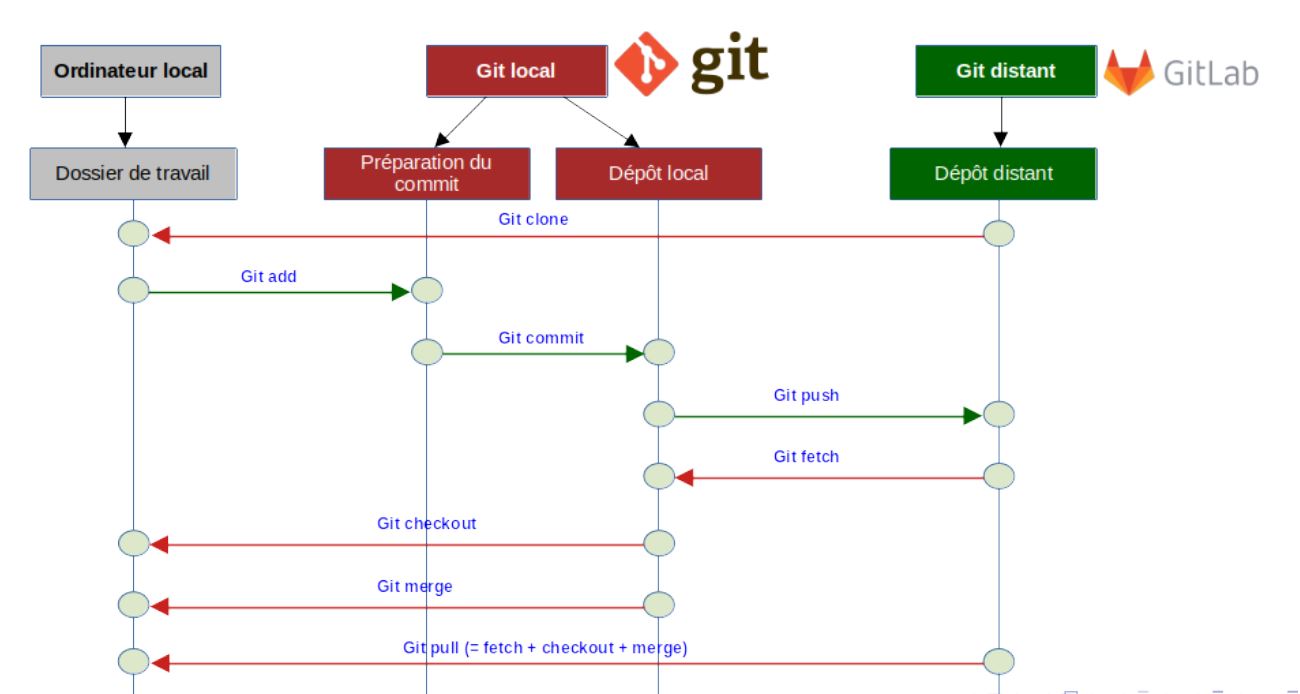 Ordinateur local
Git local
git
Git distant
GitLab
Dossier de travail
Préparation du
commit
Dépôt local
Dépôt distant
Git clone
Git add
Git commit
Git push
Git fetch
Git checkout
Git merge
Git pull (= fetch + checkout + merge)